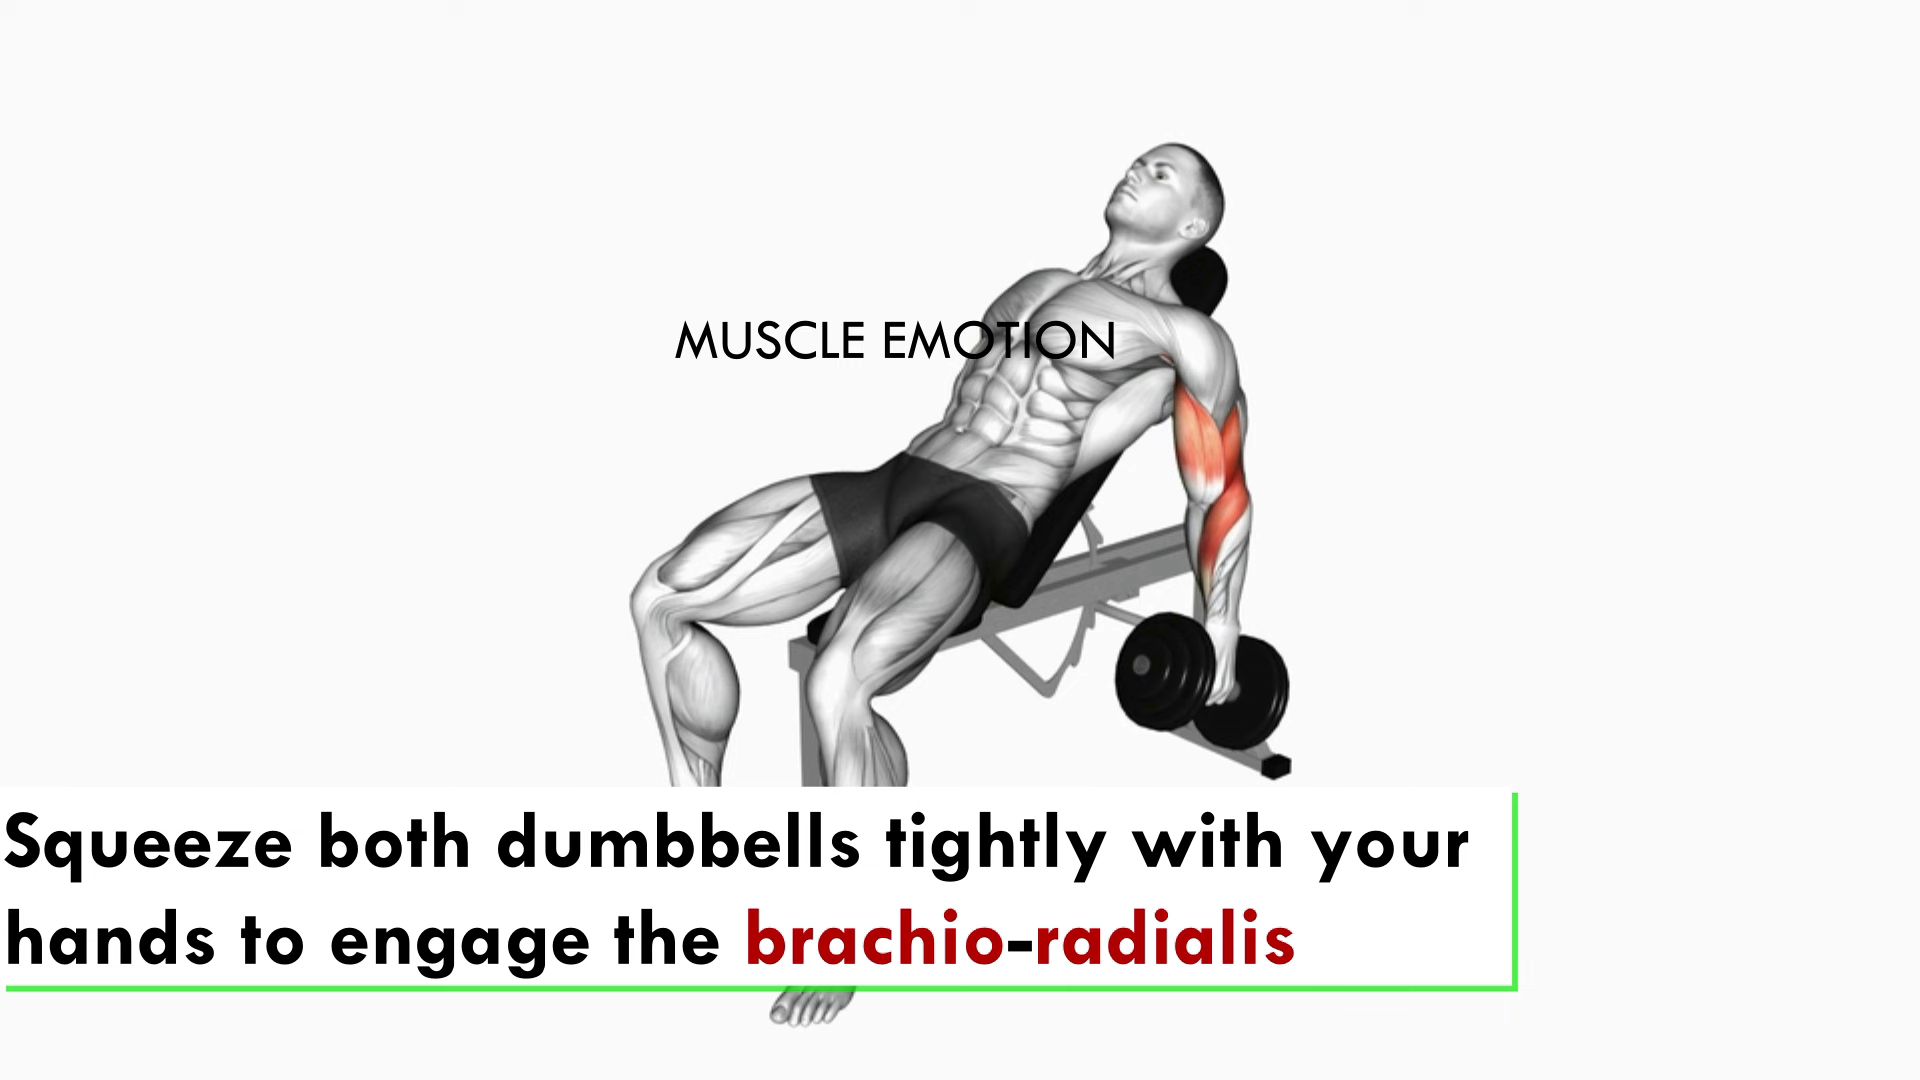 MUSCLE EMOTION
Squeeze both dumbbells tightly with your
hands to engage the brachio-radialis